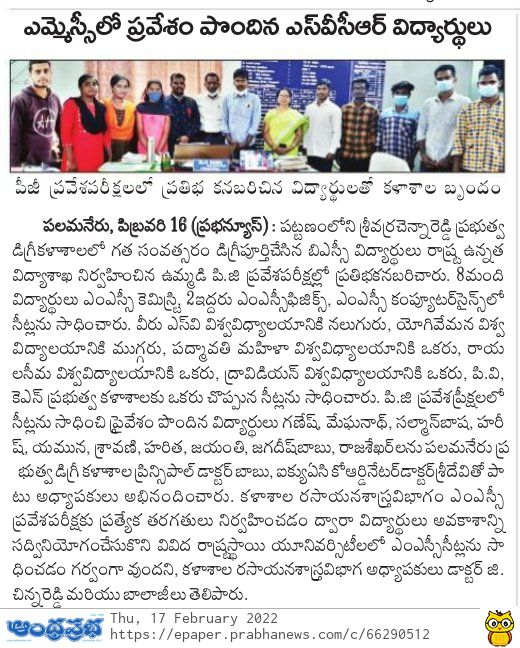 ఎమ్మెస్సీలో ప్రవేశం పొందిన ఎస్‌వీసీఆర్ విద్యార్థులు
పీజీ ప్రవేశపరీక్షలలో ప్రతిభ కనబరిచిన విద్యార్థులతో కళాశాల బృందం
పలమనేరు, పిబ్రవరి 16 (ప్రభన్యూస్) : పట్టణంలోని శ్రీవర్రచెన్నారెడ్డి ప్రభుత్వ
డిగ్రీకళాశాలలో గత సంవత్సరం డిగ్రీపూర్తిచేసిన బిఎస్సీ విద్యార్థులు రాష్ట్ర ఉన్నత
విద్యాశాఖ నిర్వహించిన ఉమ్మడి పి.జి ప్రవేశపరీక్షల్లో ప్రతిభకనబరిచారు. 8మంది
విద్యార్థులు ఎంఎస్సీ కెమిస్ట్రీ 2ఇద్దరు ఎంఎస్సీఫిజిక్స్, ఎంఎస్సీ కంప్యూటర్‌సైన్స్‌లో
సీట్లను సాధించారు. వీరు ఎస్‌వి విశ్వవిధ్యాలయానికి నలుగురు, యోగివేమన విశ్వ
విద్యాలయానికి ముగ్గరు, పద్మావతి మహిళా విశ్వవిద్యాలయానికి ఒకరు, రాయ
లసీమ విశ్వవిద్యాలయానికి ఒకరు, ద్రావిడియన్ విశ్వవిధ్యాలయానికి ఒకరు, పి.వి,
కెఎన్ ప్రభుత్వ కళాశాలకు ఒకరు చొప్పున సీట్లను సాధించారు. పి.జి ప్రవేశప్రీక్షలలో
సీట్లను సాధించి ప్రైవేశం పొందిన విద్యార్థులు గణేష్, మేఘనాథ్, సల్మాన్‌బాష, హరీ
ష్, యమున, శ్రావణి, హరిత, జయంతి, జగదీష్‌బాబు, రాజశేఖర్‌లను పలమనేరు ప్ర
భుత్వడిగ్రీ కళాశాల ప్రిన్సిపాల్ డాక్టర్ బాబు, ఐక్యుఏసి కోఆర్డినేటర్‌డాక్టర్‌శ్రీదేవితో పా
టు అధ్యాపకులు అభినందించారు. కళాశాల రసాయనశాస్త్రవిభాగం ఎంఎస్సీ
ప్రవేశపరీక్షకు ప్రత్యేక తరగతులు నిర్వహించడం ద్వారా విద్యార్థులు అవకాశాన్ని
సద్వినియోగంచేసుకొని వివిద రాష్ట్రస్థాయి యూనివర్సిటీలలో ఎంఎస్సీసీట్లను సా
ధించడం గర్వంగా వుందని, కళాశాల రసాయనశాస్త్రవిభాగ అధ్యాపకులు డాక్టర్ జి.
చిన్నరెడ్డి మరియు బాలాజీలు తెలిపారు.
ఆంధ్రప్రభ
Thu, 17 February 2022
https://epaper.prabhanews.com/c/66290512